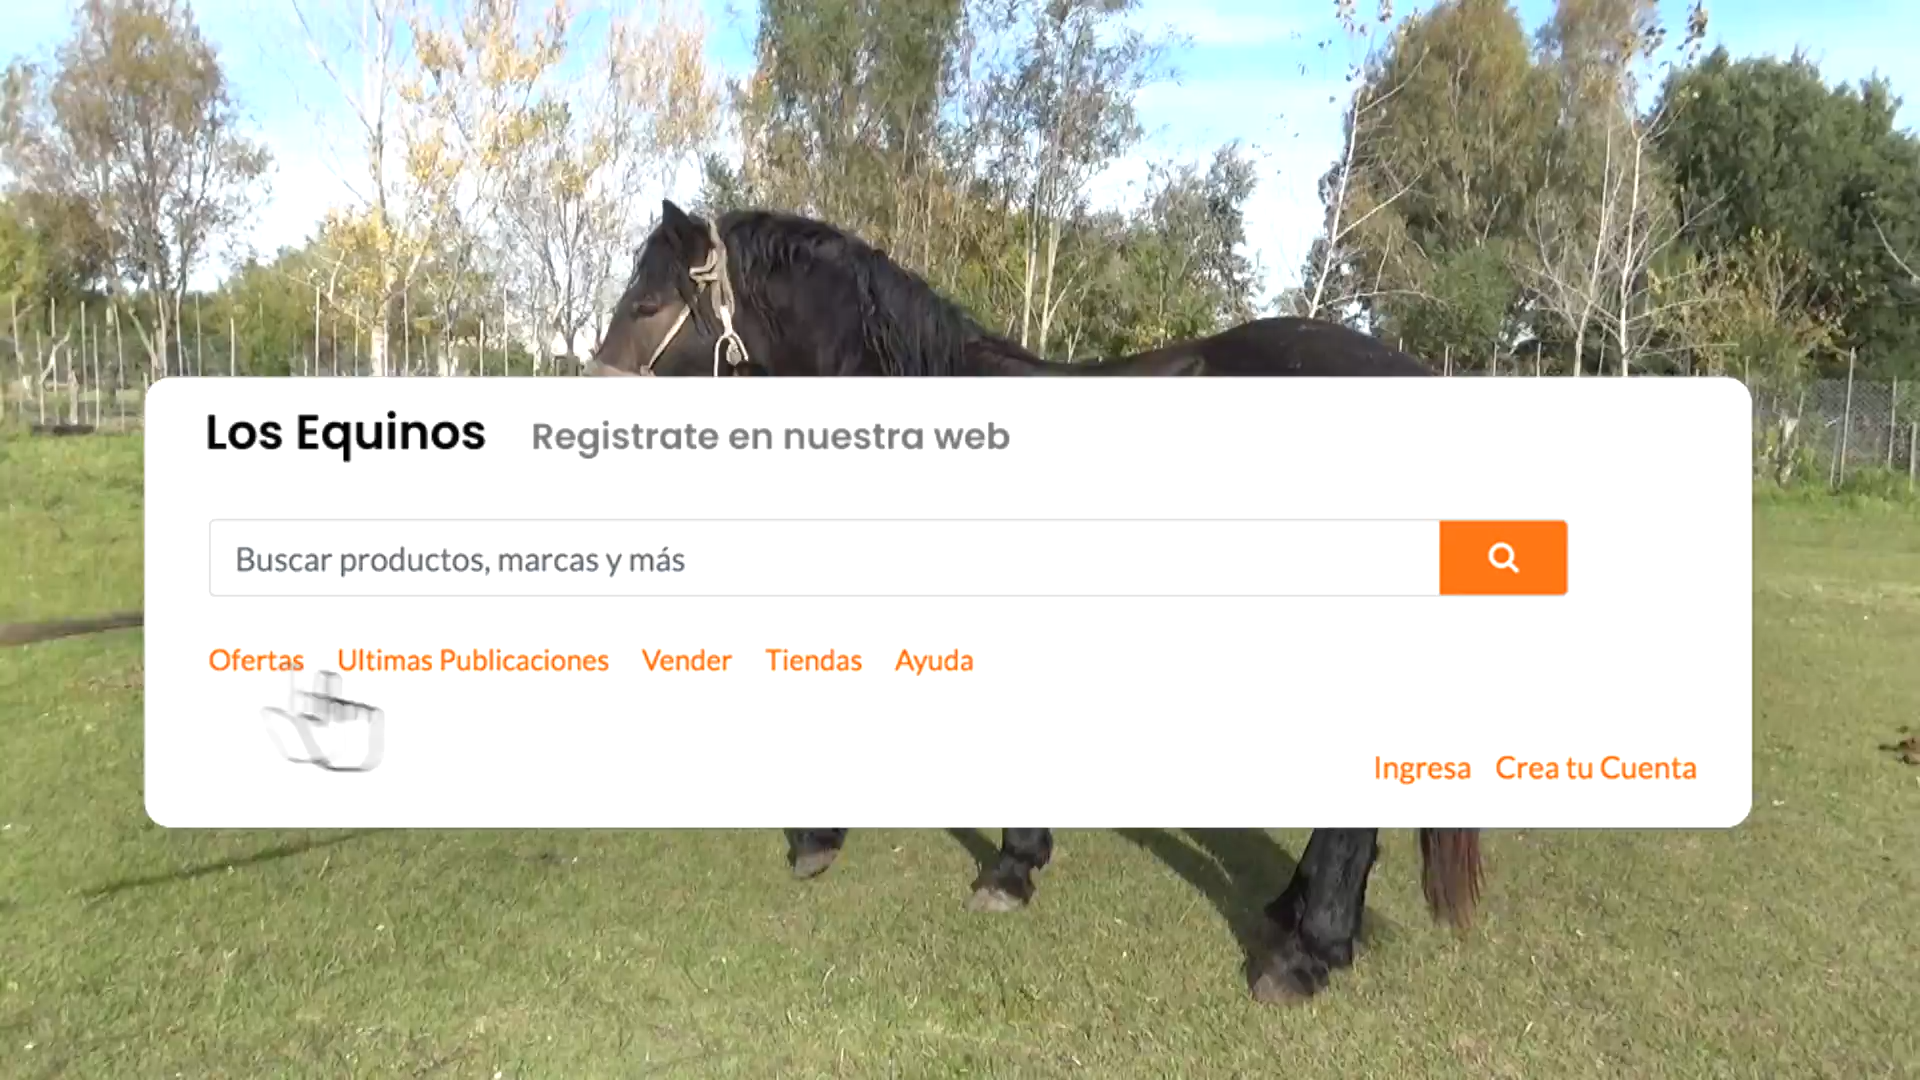 Los Equinos Registrate en nuestra web
Buscar productos, marcas y más
Ofertas Ultimas Publicaciones Vender Tiendas Ayuda
Ingresa Crea tu Cuenta